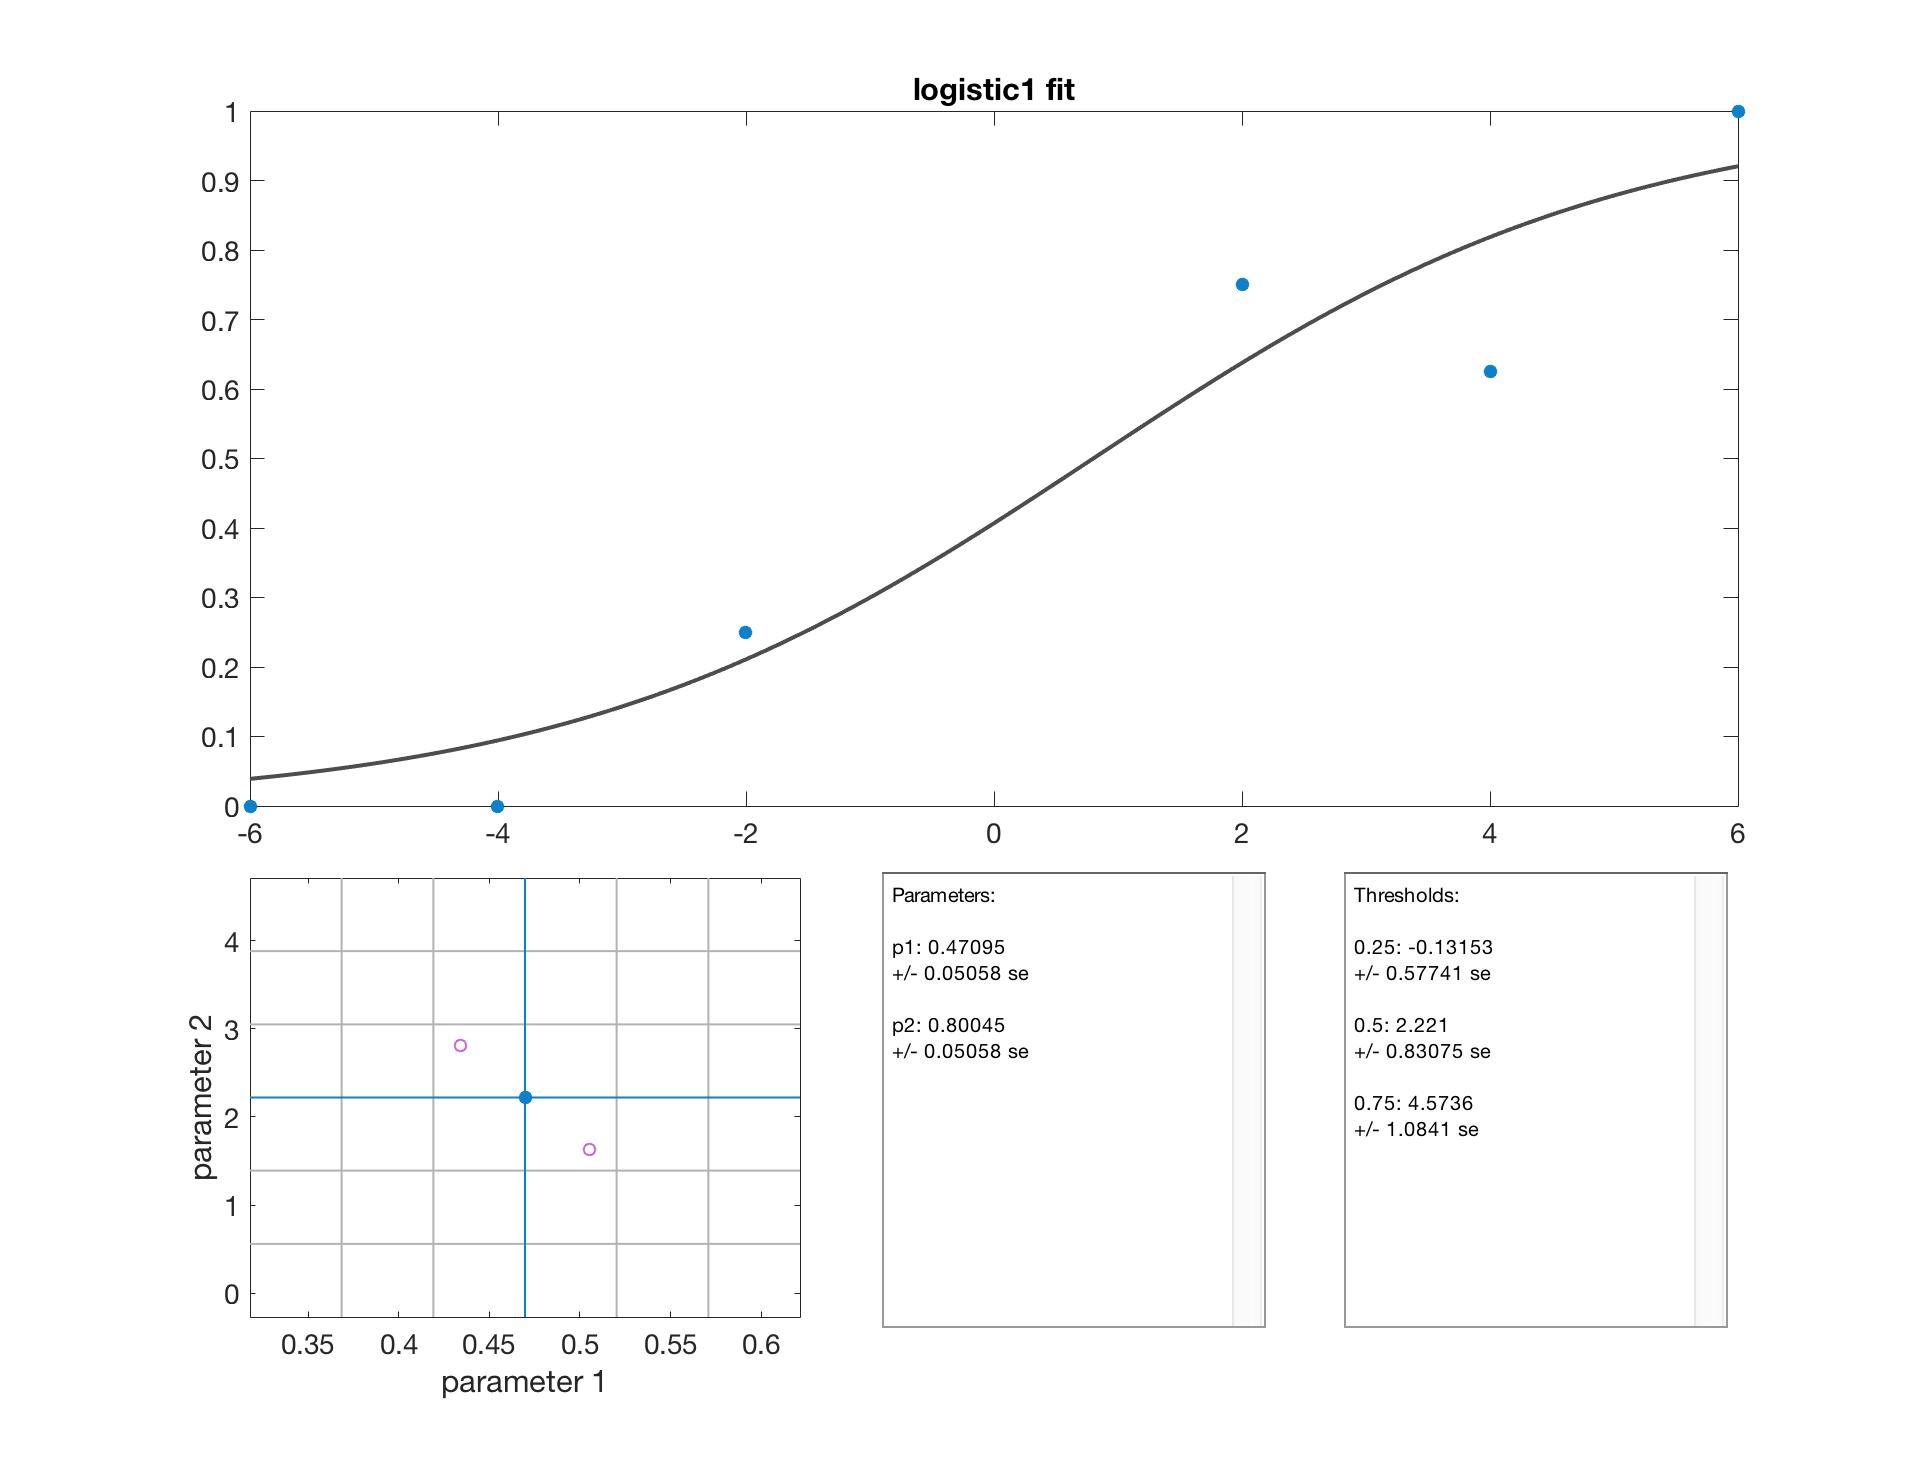 logistic1 fit
1
0.9
0.8
0.7
0.6
0.5
0.4
0.3
0.2
0.1
0
-6 -4 -2 0 2 4 6
4
3
2
1
0
parameter 2
0.35 0.4 0.45 0.5 0.55 0.6
parameter 1
Parameters:
p1: 0.47095
+/- 0.05058 se
p2: 0.80045
+/- 0.05058 se
Thresholds:
0.25: -0.13153
+/- 0.57741 se
0.5: 2.221
+/- 0.83075 se
0.75: 4.5736
+/- 1.0841 se